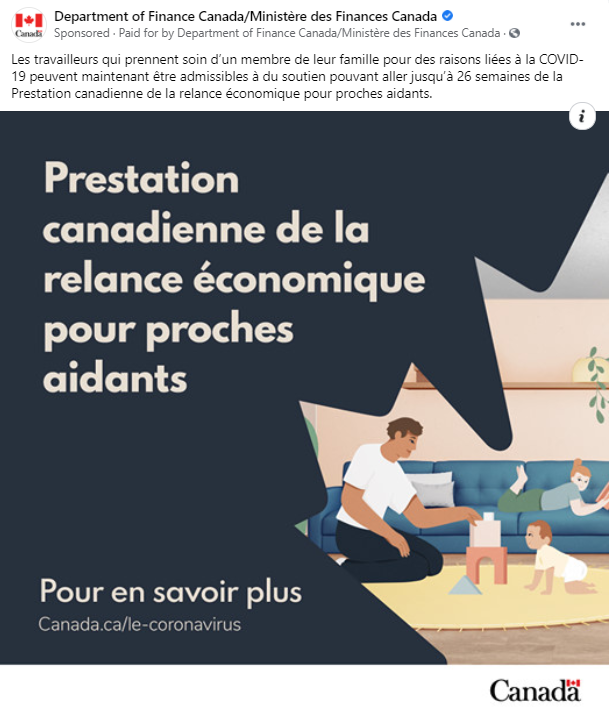 Department of Finance Canada/Ministère des Finances Canada
Sponsored · Paid for by Department of Finance Canada/Ministère des Finances Canada ·
Canada
Les travailleurs qui prennent soin d'un membre de leur famille pour des raisons liées à la COVID-
19 peuvent maintenant être admissibles à du soutien pouvant aller jusqu'à 26 semaines de la
Prestation canadienne de la relance économique pour proches aidants.
i
Prestation
canadienne de la
relance économique
pour proches
aidants
Pour en savoir plus
Canada.ca/le-coronavirus
Canada